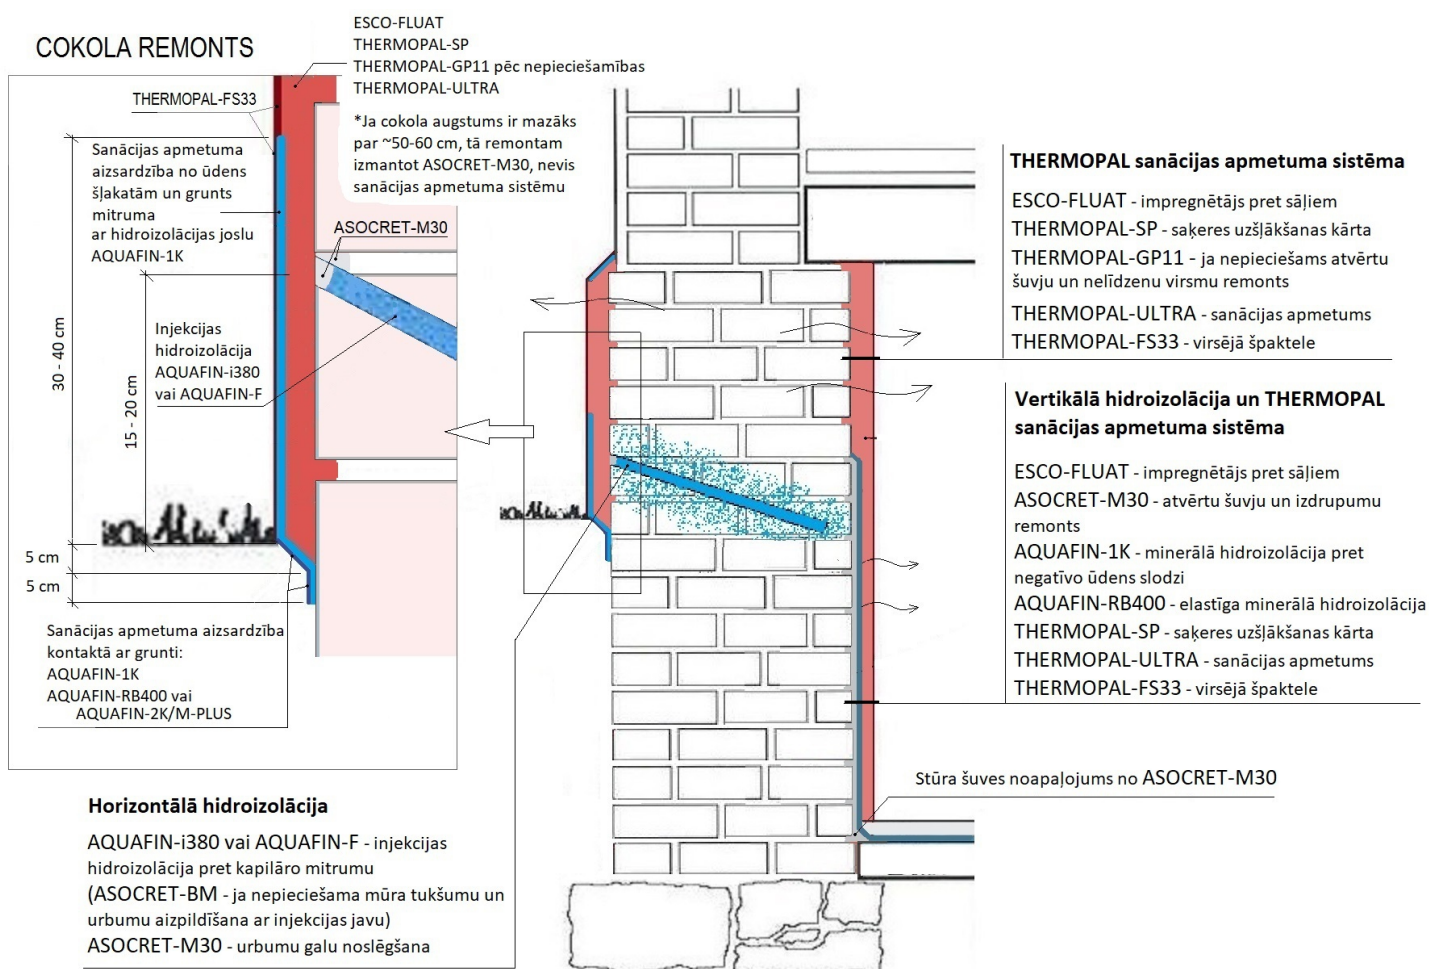 COKOLA REMONTS
ESCO-FLUAT
THERMOPAL-SP
THERMOPAL-GP11 pēc nepieciešamības
THERMOPAL-ULTRA
*Ja cokola augstums ir mazāks
par ~50-60 cm, tā remontam
izmantot ASOCRET-M30, nevis
sanācijas apmetuma sistēmu
THERMOPAL-FS33
Sanācijas apmetuma
aizsardzība no ūdens
šļakatām un grunts
mitruma
ar hidroizolācijas joslu
AQUAFIN-1K
ASOCRET-M30
Injekcijas
hidroizolācija
AQUAFIN-i380
vai AQUAFIN-F
30 - 40 cm
15 - 20 cm
5 cm
5 cm
Sanācijas apmetuma aizsardzība
kontaktā ar grunti:
AQUAFIN-1K
AQUAFIN-RB400 vai
AQUAFIN-2K/M-PLUS
Horizontālā hidroizolācija
AQUAFIN-i380 vai AQUAFIN-F - injekcijas
hidroizolācija pret kapilāro mitrumu
(ASOCRET-BM - ja nepieciešama mūra tukšumu un
urbumu aizpildīšana ar injekcijas javu)
ASOCRET-M30 - urbumu galu noslēgšana
THERMOPAL sanācijas apmetuma sistēma
ESCO-FLUAT - impregnētājs pret sāļiem
THERMOPAL-SP - saķeres uzšļākšanas kārta
THERMOPAL-GP11 - ja nepieciešams atvērtu
šuvju un nelīdzenu virsmu remonts
THERMOPAL-ULTRA - sanācijas apmetums
THERMOPAL-FS33 - virsējā špaktele
Vertikālā hidroizolācija un THERMOPAL
sanācijas apmetuma sistēma
ESCO-FLUAT - impregnētājs pret sāļiem
ASOCRET-M30 - atvērtu šuvju un izdrupumu
remonts
AQUAFIN-1K - minerālā hidroizolācija pret
negatīvo ūdens slodzi
AQUAFIN-RB400 - elastīga minerālā hidroizolācija
THERMOPAL-SP - saķeres uzšļākšanas kārta
THERMOPAL-ULTRA - sanācijas apmetums
THERMOPAL-FS33 - virsējā špaktele
Stūra šuves noapaļojums no ASOCRET-M30